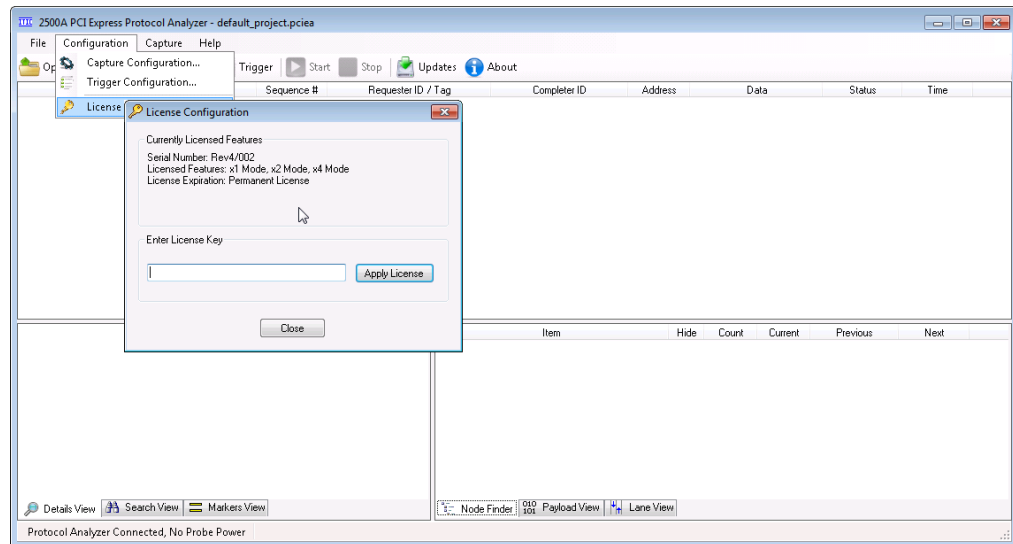 2500A PCI Express Protocol Analyzer - default_project.pciea
File Configuration Capture Help
Capture Configuration...
Trigger Configuration...
License
Trigger Start Stop Updates About
Sequence # Requester ID / Tag Completer ID Address Data Status Time
License Configuration
Currently Licensed Features
Serial Number: Rev4/002
Licensed Features: x1 Mode, x2 Mode, x4 Mode
License Expiration: Permanent License
Enter License Key
Apply License
Close
Item Hide Count Current Previous Next
Details View Search View Markers View
Node Finder Payload View Lane View
Protocol Analyzer Connected, No Probe Power